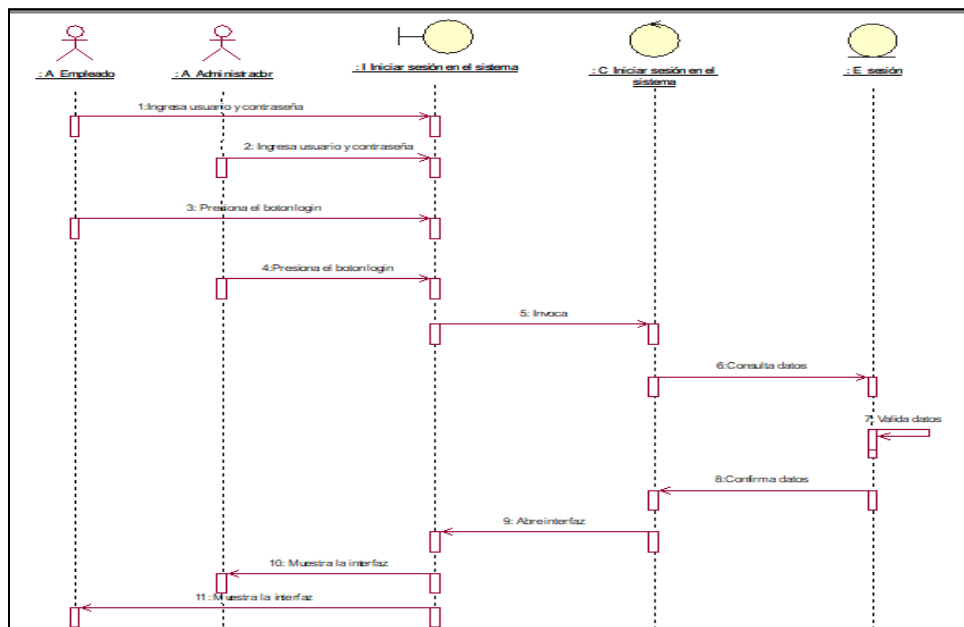 : A Empleado
: A Administrador
: I Iniciar sesión en el sistema
: C Iniciar sesión en el
sistema
: E sesión
1:Ingresa usuario y contraseña
2: Ingresa usuario y contraseña
3: Presiona el boton login
4:Presiona el boton login
5: Invoca
6:Consulta datos
7: Valida datos
8:Confirma datos
9: Abre interfaz
10: Muestra la interfaz
11: Muestra la interfaz